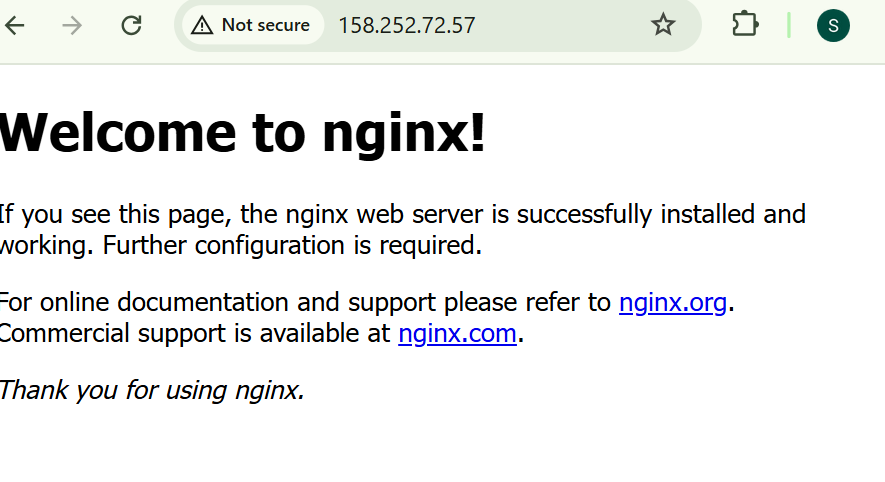 Not secure
158.252.72.57
S
Welcome to nginx!
If you see this page, the nginx web server is successfully installed and
working. Further configuration is required.
For online documentation and support please refer to nginx.org.
Commercial support is available at nginx.com.
Thank you for using nginx.